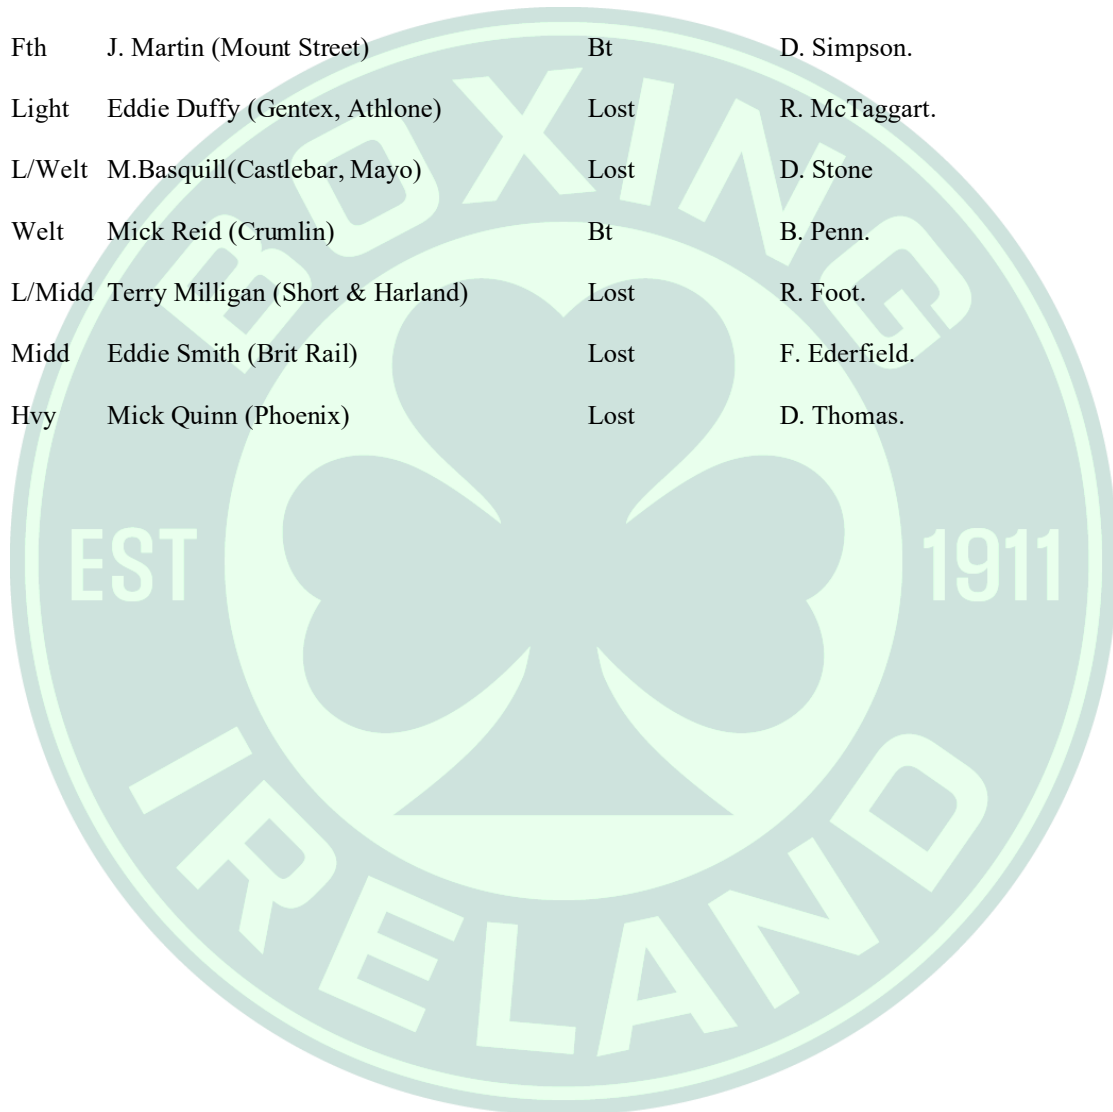 Fth J. Martin (Mount Street) Bt D. Simpson.
Light Eddie Duffy (Gentex, Athlone) Lost R. McTaggart.
L/Welt M.Basquill(Castlebar, Mayo) Lost D. Stone
Welt Mick Reid (Crumlin) Bt B. Penn.
L/Midd Terry Milligan (Short & Harland) Lost R. Foot.
Midd Eddie Smith (Brit Rail) Lost F. Ederfield.
Hvy Mick Quinn (Phoenix) Lost D. Thomas.
BOXING
EST 1911
IRELAND